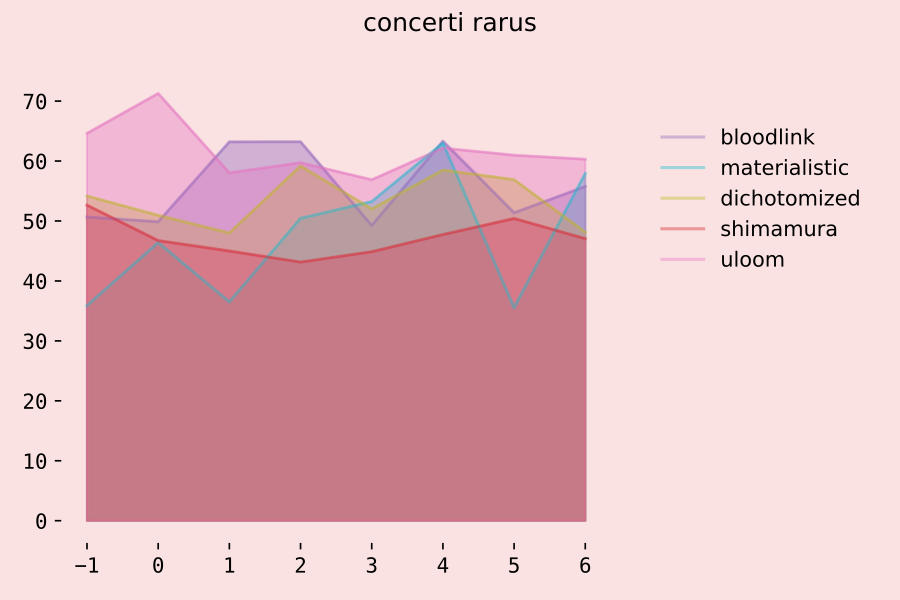 concerti rarus
70
60
50
40
30
20
10
0
−1 0 1 2 3 4 5 6
bloodlink
materialistic
dichotomized
shimamura
uloom